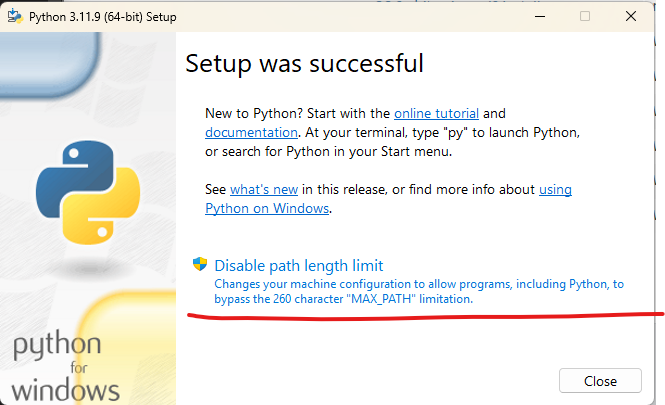 Python 3.11.9 (64-bit) Setup
Setup was successful
New to Python? Start with the online tutorial and
documentation. At your terminal, type "py" to launch Python,
or search for Python in your Start menu.
See what's new in this release, or find more info about using
Python on Windows.
Disable path length limit
Changes your machine configuration to allow programs, including Python, to
bypass the 260 character "MAX_PATH" limitation.
python
for
windows
Close